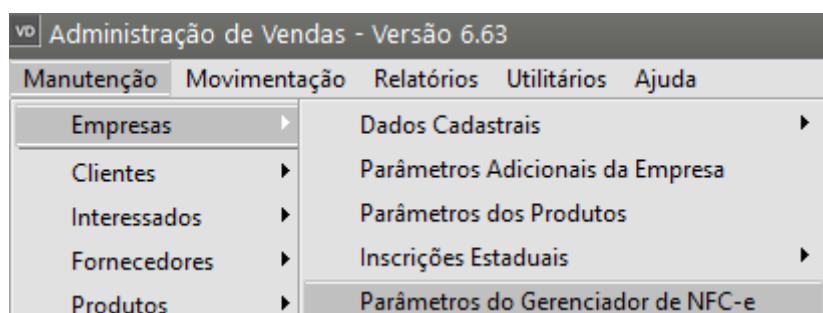 VD Administração de Vendas - Versão 6.63
Manutenção Movimentação Relatórios Utilitários Ajuda
Empresas Dados Cadastrais
Clientes Parâmetros Adicionais da Empresa
Interessados Parâmetros dos Produtos
Fornecedores Inscrições Estaduais
Produtos Parâmetros do Gerenciador de NFC-e